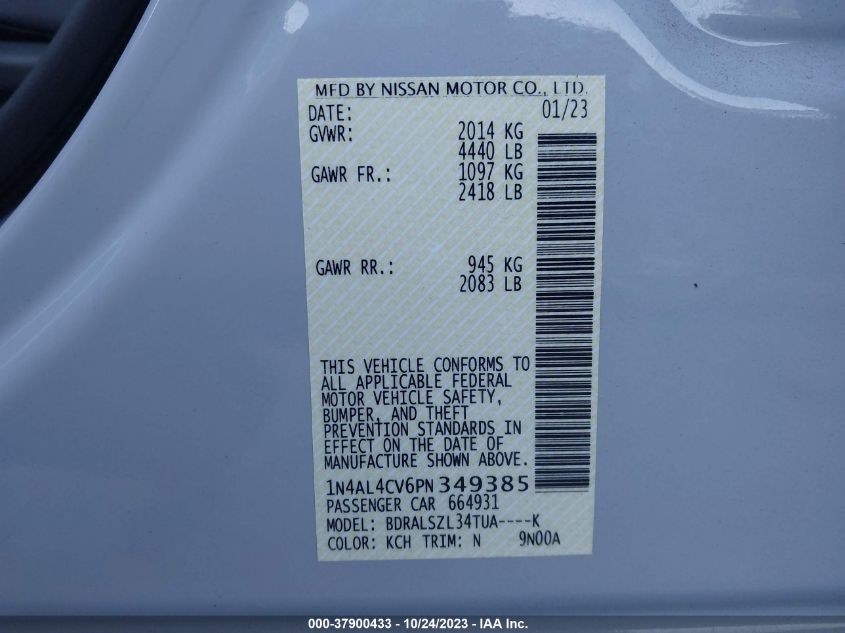 MFD BY NISSAN MOTOR CO., LTD.
DATE: 01/23
GVWR: 2014 KG
4440 LB
GAWR FR.: 1097 KG
2418 LB
GAWR RR.: 945 KG
2083 LB
THIS VEHICLE CONFORMS TO
ALL APPLICABLE FEDERAL
MOTOR VEHICLE SAFETY,
BUMPER, AND THEFT
PREVENTION STANDARDS IN
EFFECT ON THE DATE OF
MANUFACTURE SHOWN ABOVE.
1N4AL4CV6PN349385
PASSENGER CAR 664931
MODEL: BDRALSZL34TUA----K
COLOR: KCH TRIM: N 9N00A
000-37900433 - 10/24/2023 - IAA Inc.